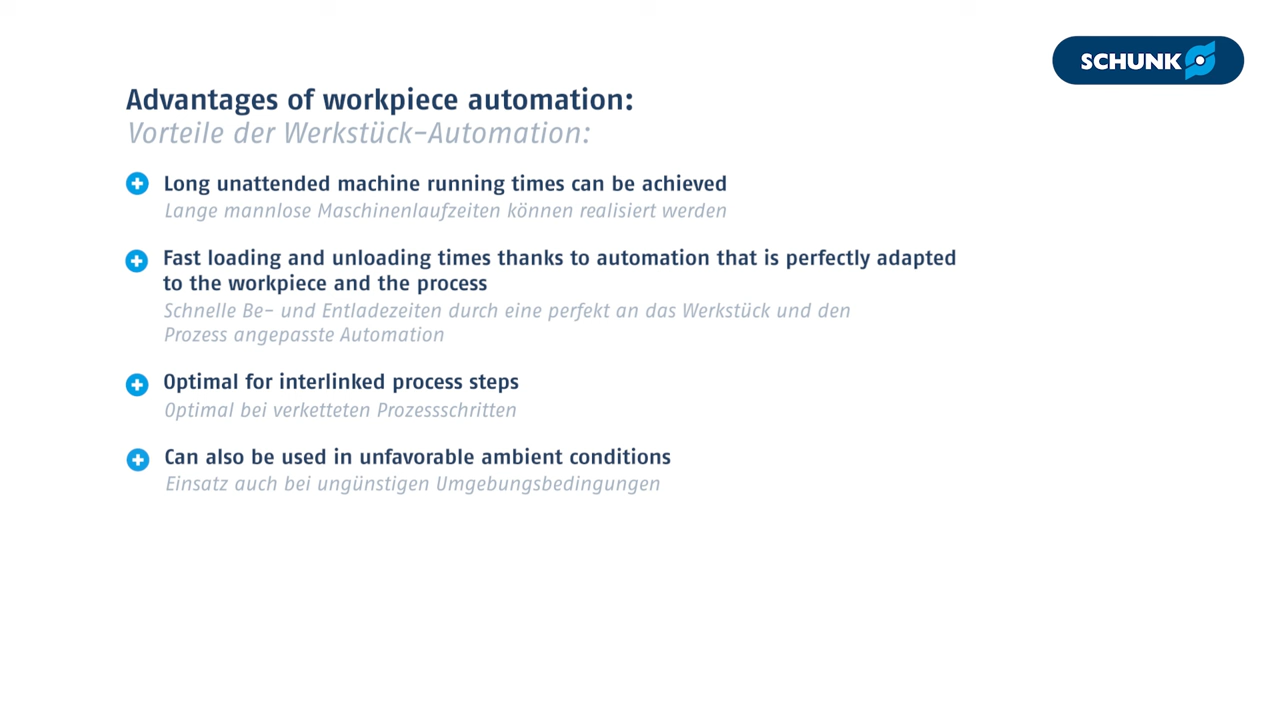 SCHUNK
Advantages of workpiece automation:
Vorteile der Werkstück-Automation:
Long unattended machine running times can be achieved
Lange mannlose Maschinenlaufzeiten können realisiert werden
Fast loading and unloading times thanks to automation that is perfectly adapted
to the workpiece and the process
Schnelle Be- und Entladezeiten durch eine perfekt an das Werkstück und den
Prozess angepasste Automation
Optimal for interlinked process steps
Optimal bei verketteten Prozessschritten
Can also be used in unfavorable ambient conditions
Einsatz auch bei ungünstigen Umgebungsbedingungen